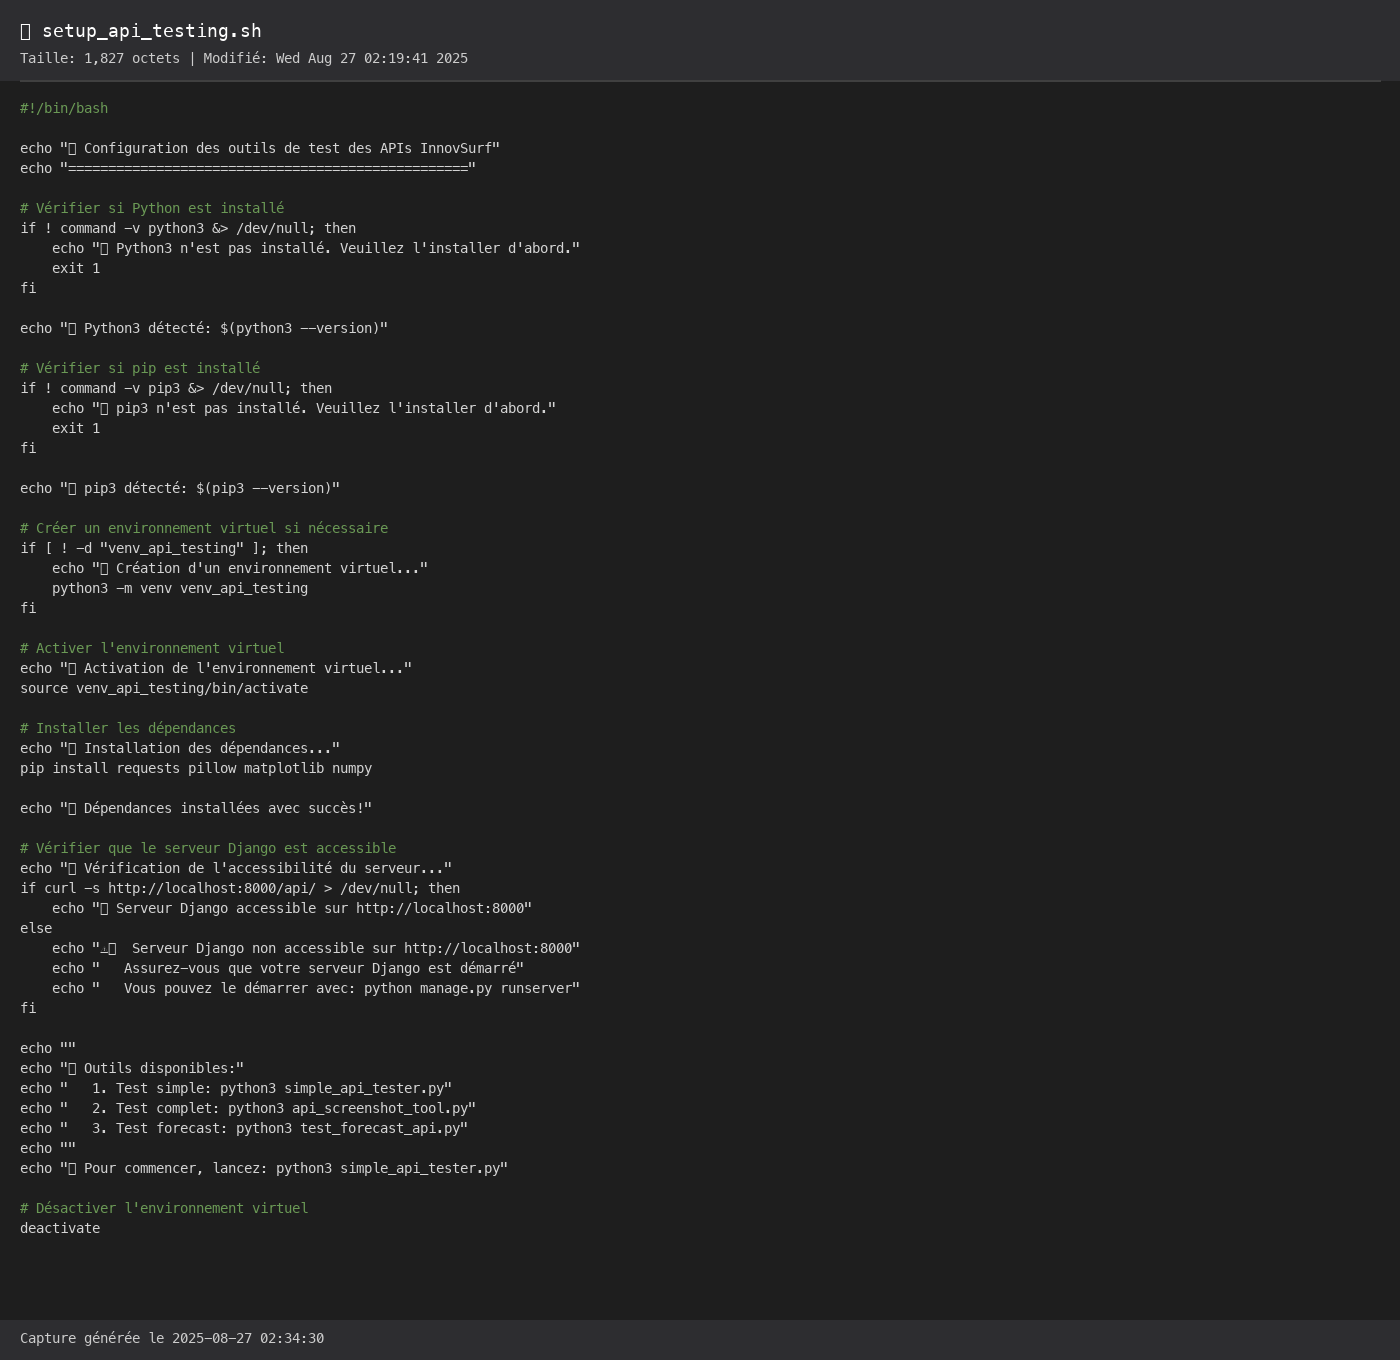 setup_api_testing.sh
Taille: 1,827 octets | Modifié: Wed Aug 27 02:19:41 2025
#!/bin/bash
echo "▯ Configuration des outils de test des APIs InnovSurf"
echo "=================================================="
# Vérifier si Python est installé
if ! command -v python3 &> /dev/null; then
    echo "▯ Python3 n'est pas installé. Veuillez l'installer d'abord."
    exit 1
fi
echo "▯ Python3 détecté: $(python3 --version)"
# Vérifier si pip est installé
if ! command -v pip3 &> /dev/null; then
    echo "▯ pip3 n'est pas installé. Veuillez l'installer d'abord."
    exit 1
fi
echo "▯ pip3 détecté: $(pip3 --version)"
# Créer un environnement virtuel si nécessaire
if [ ! -d "venv_api_testing" ]; then
    echo "▯ Création d'un environnement virtuel..."
    python3 -m venv venv_api_testing
fi
# Activer l'environnement virtuel
echo "▯ Activation de l'environnement virtuel..."
source venv_api_testing/bin/activate
# Installer les dépendances
echo "▯ Installation des dépendances..."
pip install requests pillow matplotlib numpy
echo "▯ Dépendances installées avec succès!"
# Vérifier que le serveur Django est accessible
echo "▯ Vérification de l'accessibilité du serveur..."
if curl -s http://localhost:8000/api/ > /dev/null; then
    echo "▯ Serveur Django accessible sur http://localhost:8000"
else
    echo "⚠▯  Serveur Django non accessible sur http://localhost:8000"
    echo "   Assurez-vous que votre serveur Django est démarré"
    echo "   Vous pouvez le démarrer avec: python manage.py runserver"
fi
echo ""
echo "▯ Outils disponibles:"
echo "   1. Test simple: python3 simple_api_tester.py"
echo "   2. Test complet: python3 api_screenshot_tool.py"
echo "   3. Test forecast: python3 test_forecast_api.py"
echo ""
echo "▯ Pour commencer, lancez: python3 simple_api_tester.py"
# Désactiver l'environnement virtuel
deactivate
Capture générée le 2025-08-27 02:34:30